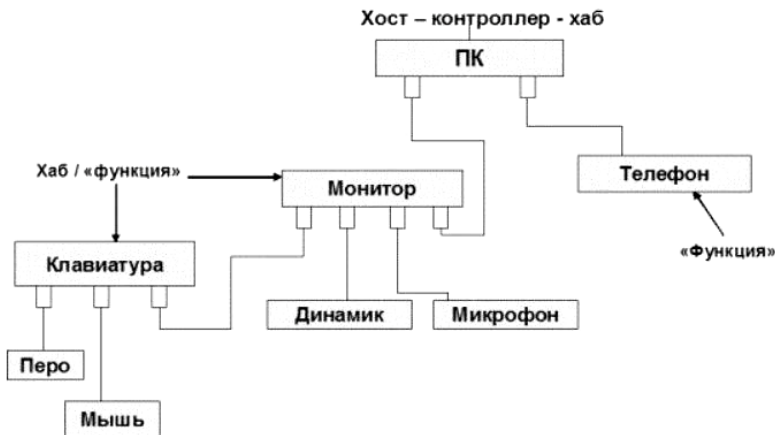 Хост – контроллер - хаб
ПК
Хаб / «функция»
Монитор
Телефон
Клавиатура
«Функция»
Динамик
Микрофон
Перо
Мышь